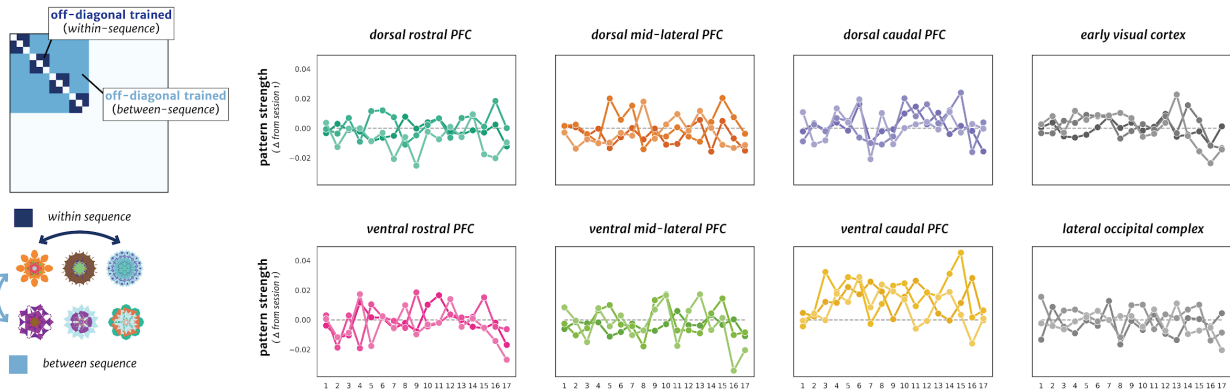 off-diagonal trained
(within-sequence)
off-diagonal trained
(between-sequence)
within sequence
between sequence
dorsal rostral PFC
dorsal mid-lateral PFC
dorsal caudal PFC
early visual cortex
pattern strength
( Δ from session 1)
0.04
0.02
0.00
−0.02
ventral rostral PFC
ventral mid-lateral PFC
ventral caudal PFC
lateral occipital complex
pattern strength
( Δ from session 1)
0.04
0.02
0.00
−0.02
1 2 3 4 5 6 7 8 9 10 11 12 13 14 15 16 17
1 2 3 4 5 6 7 8 9 10 11 12 13 14 15 16 17
1 2 3 4 5 6 7 8 9 10 11 12 13 14 15 16 17
1 2 3 4 5 6 7 8 9 10 11 12 13 14 15 16 17